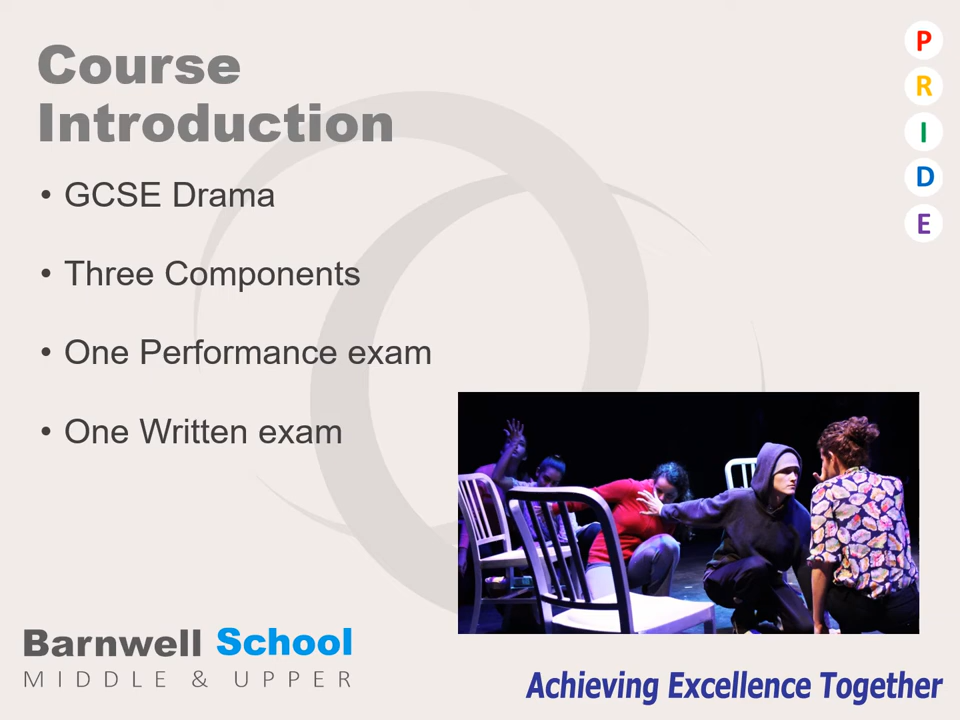 Course
Introduction
P
R
I
D
E
• GCSE Drama
• Three Components
• One Performance exam
• One Written exam
Barnwell School
MIDDLE & UPPER
Achieving Excellence Together